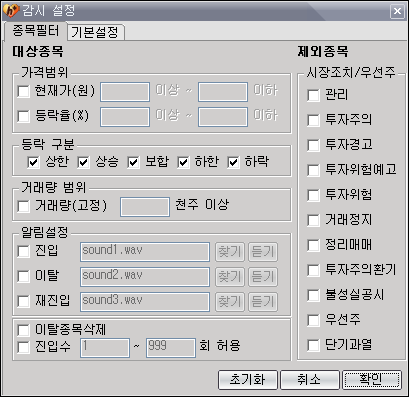 감시 설정
종목필터 기본설정
대상종목
가격범위
현재가(원) 이상 ~ 이하
등락율(%) 이상 ~ 이하
등락 구분
상한 상승 보합 하한 하락
거래량 범위
거래량(고정) 천주 이상
알림설정
진입 sound1.wav 찾기 듣기
이탈 sound2.wav 찾기 듣기
재진입 sound3.wav 찾기 듣기
이탈종목삭제
진입수 1 ~ 999 회 허용
제외종목
시장조치/우선주
관리
투자주의
투자경고
투자위험예고
투자위험
거래정지
정리매매
투자주의환기
불성실공시
우선주
단기과열
초기화 취소 확인